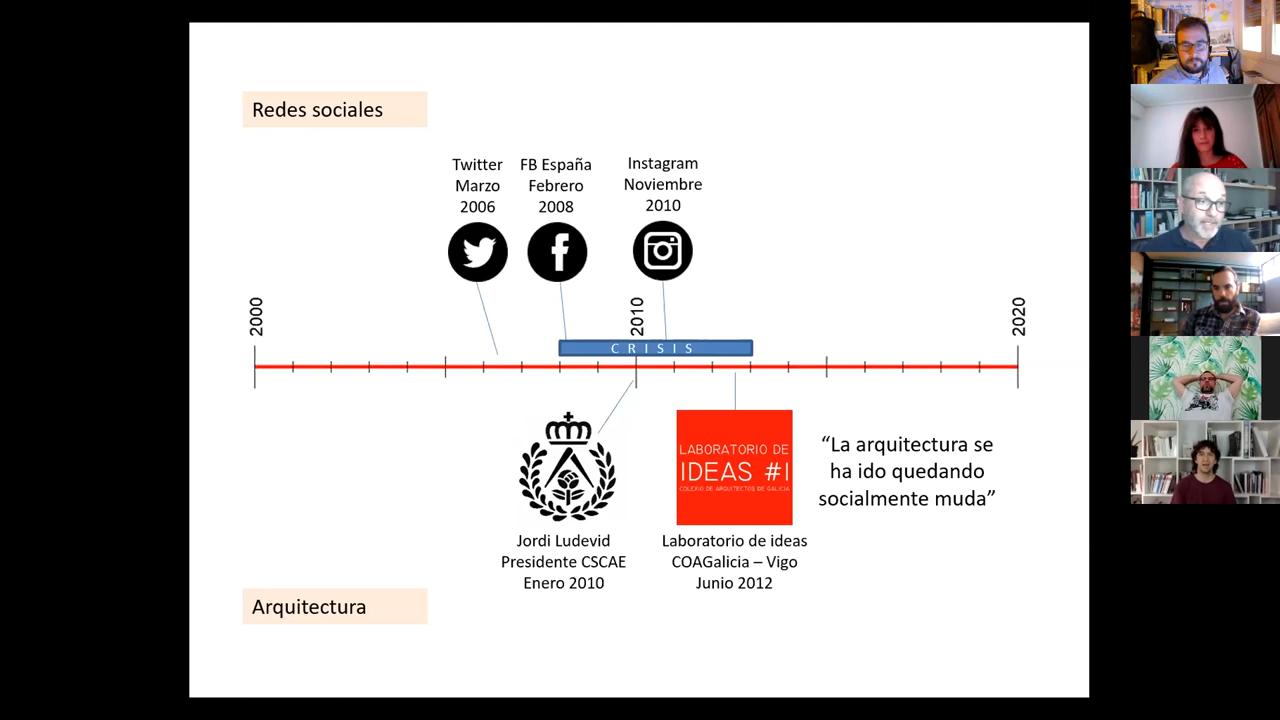 Redes sociales
Twitter
Marzo
2006
FB España
Febrero
2008
Instagram
Noviembre
2010
2000
2010
2020
CRISIS
LABORATORIO DE
IDEAS #1
COLEXIO DE ARQUITECTOS DE GALICIA
“La arquitectura se
ha ido quedando
socialmente muda”
Jordi Ludevid
Presidente CSCAE
Enero 2010
Laboratorio de ideas
COAGalicia – Vigo
Junio 2012
Arquitectura